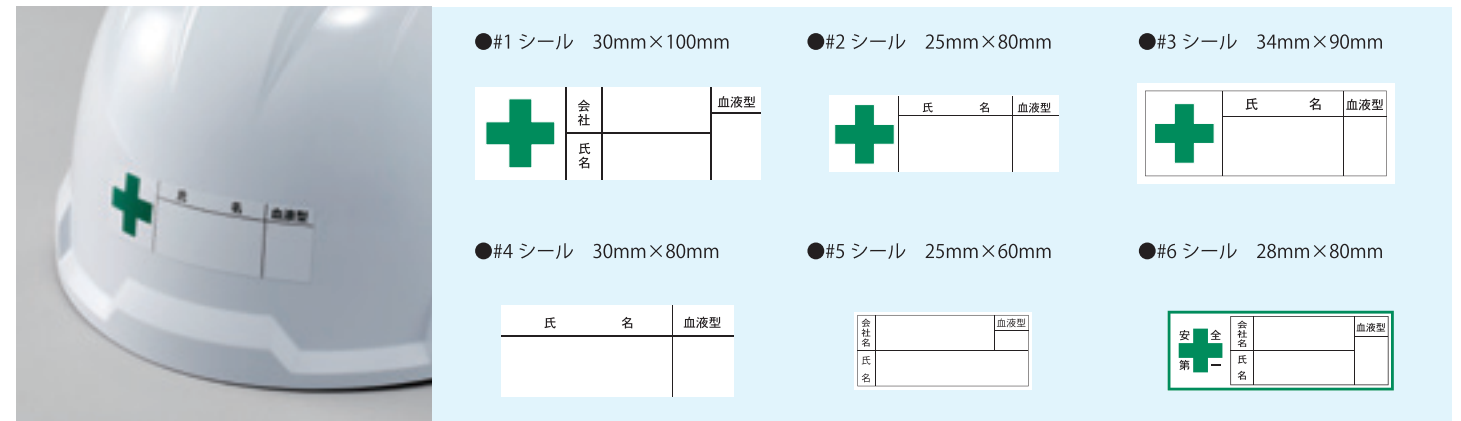 氏 名 血液型
●#1 シール 30mm×100mm
会社
血液型
氏名
●#2 シール 25mm×80mm
氏 名 血液型
●#3 シール 34mm×90mm
氏 名 血液型
●#4 シール 30mm×80mm
氏 名 血液型
●#5 シール 25mm×60mm
会社名
血液型
氏名
●#6 シール 28mm×80mm
安全
第一
会社名
血液型
氏名